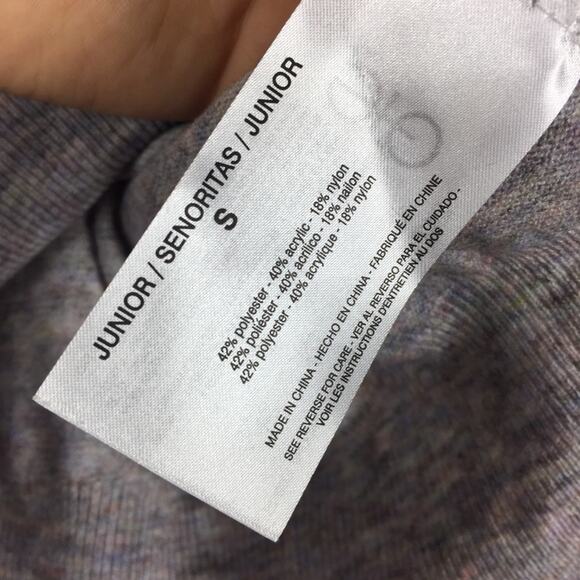 JUNIOR / SENORITAS / JUNIOR
S
42% polyester - 40% acrylic - 18% nylon
42% poliéster - 40% acrílico - 18% nailon
42% polyester - 40% acrylique - 18% nylon
MADE IN CHINA - HECHO EN CHINA - FABRIQUÉ EN CHINE
SEE REVERSE FOR CARE - VER AL REVERSO PARA EL CUIDADO -
VOIR LES INSTRUCTIONS D'ENTRETIEN AU DOS